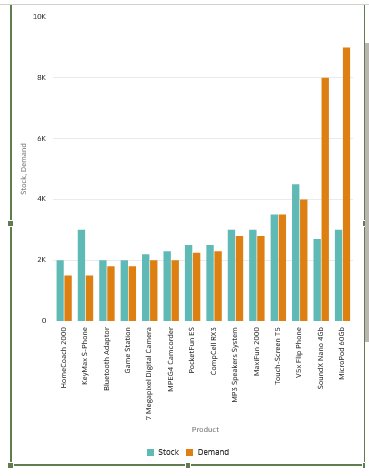 10K
8K
6K
4K
2K
0
Stock, Demand
HomeCoach 2000
KeyMax S-Phone
Bluetooth Adaptor
Game Station
7 Megapixel Digital Camera
MPEG4 Camcorder
PocketFun ES
CompCell RX3
MP3 Speakers System
MaxiFun 2000
Touch-Screen T5
V5x Flip Phone
SoundX Nano 4Gb
MicroPod 60Gb
Product
Stock Demand